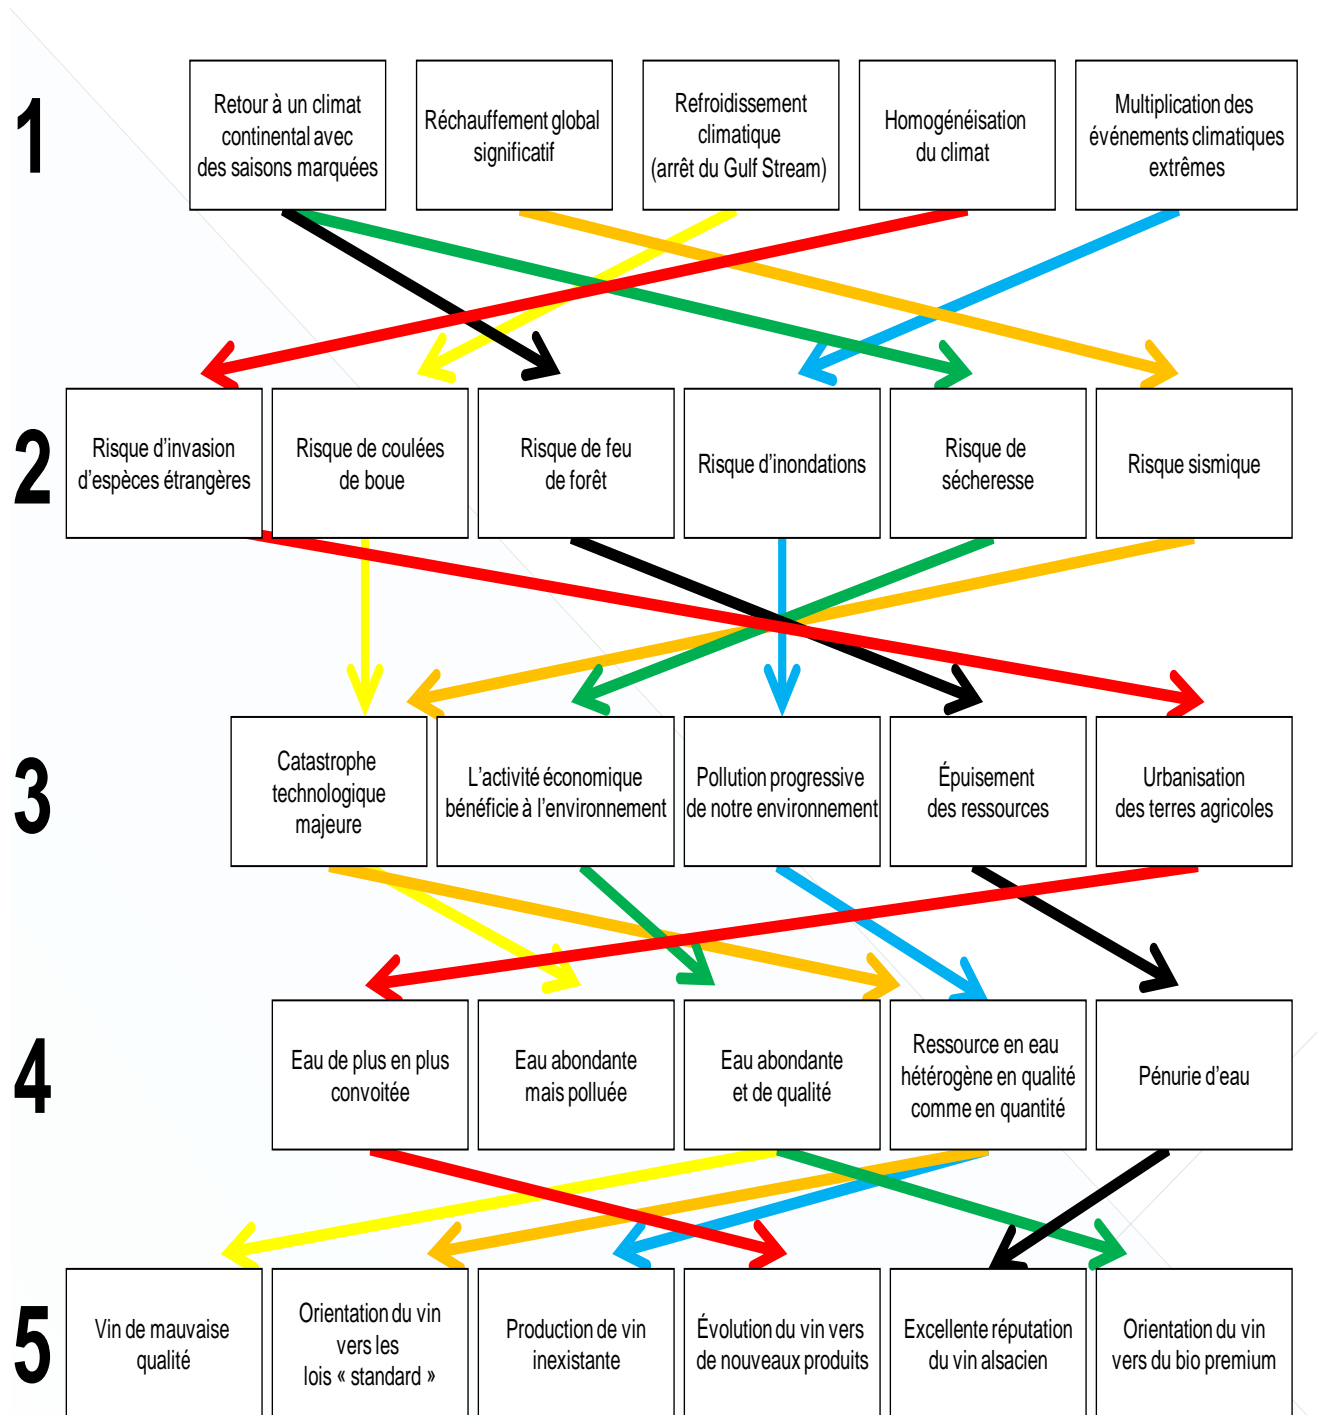 1
Retour à un climat
continental avec
des saisons marquées
Réchauffement global
significatif
Refroidissement
climatique
(arrêt du Gulf Stream)
Homogénéisation
du climat
Multiplication des
événements climatiques
extrêmes
2
Risque d’invasion
d’espèces étrangères
Risque de coulées
de boue
Risque de feu
de forêt
Risque d’inondations
Risque de
sécheresse
Risque sismique
3
Catastrophe
technologique
majeure
L’activité économique
bénéficie à l’environnement
Pollution progressive
de notre environnement
Épuisement
des ressources
Urbanisation
des terres agricoles
4
Eau de plus en plus
convoitée
Eau abondante
mais polluée
Eau abondante
et de qualité
Ressource en eau
hétérogène en qualité
comme en quantité
Pénurie d’eau
5
Vin de mauvaise
qualité
Orientation du vin
vers les
lois « standard »
Production de vin
inexistante
Évolution du vin vers
de nouveaux produits
Excellente réputation
du vin alsacien
Orientation du vin
vers du bio premium